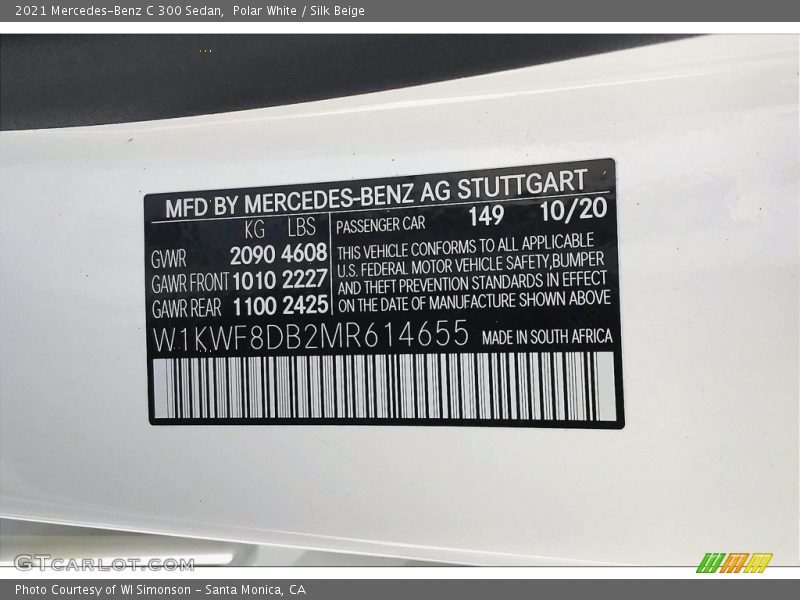 2021 Mercedes-Benz C 300 Sedan, Polar White / Silk Beige
MFD BY MERCEDES-BENZ AG STUTTGART
KG LBS
GVWR 2090 4608
GAWR FRONT 1010 2227
GAWR REAR 1100 2425
PASSENGER CAR 149 10/20
THIS VEHICLE CONFORMS TO ALL APPLICABLE
U.S. FEDERAL MOTOR VEHICLE SAFETY,BUMPER
AND THEFT PREVENTION STANDARDS IN EFFECT
ON THE DATE OF MANUFACTURE SHOWN ABOVE
W1KWF8DB2MR614655 MADE IN SOUTH AFRICA
GTCARLOT.COM
Photo Courtesy of WI Simonson - Santa Monica, CA